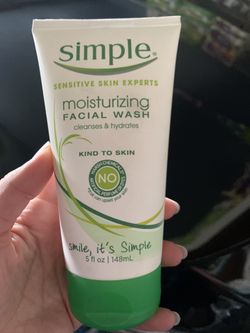 simple®
SENSITIVE SKIN EXPERTS
moisturizing
FACIAL WASH
cleanses & hydrates
KIND TO SKIN
NO
smile, it's Simple
5 fl oz | 148mL